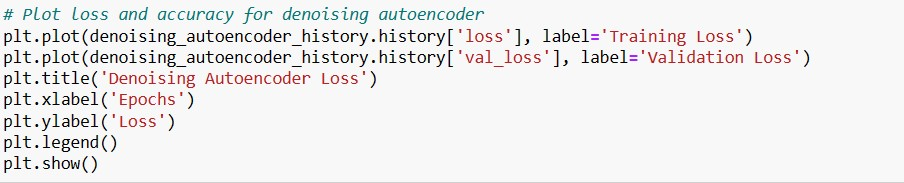 # Plot loss and accuracy for denoising autoencoder
plt.plot(denoising_autoencoder_history.history['loss'], label='Training Loss')
plt.plot(denoising_autoencoder_history.history['val_loss'], label='Validation Loss')
plt.title('Denoising Autoencoder Loss')
plt.xlabel('Epochs')
plt.ylabel('Loss')
plt.legend()
plt.show()